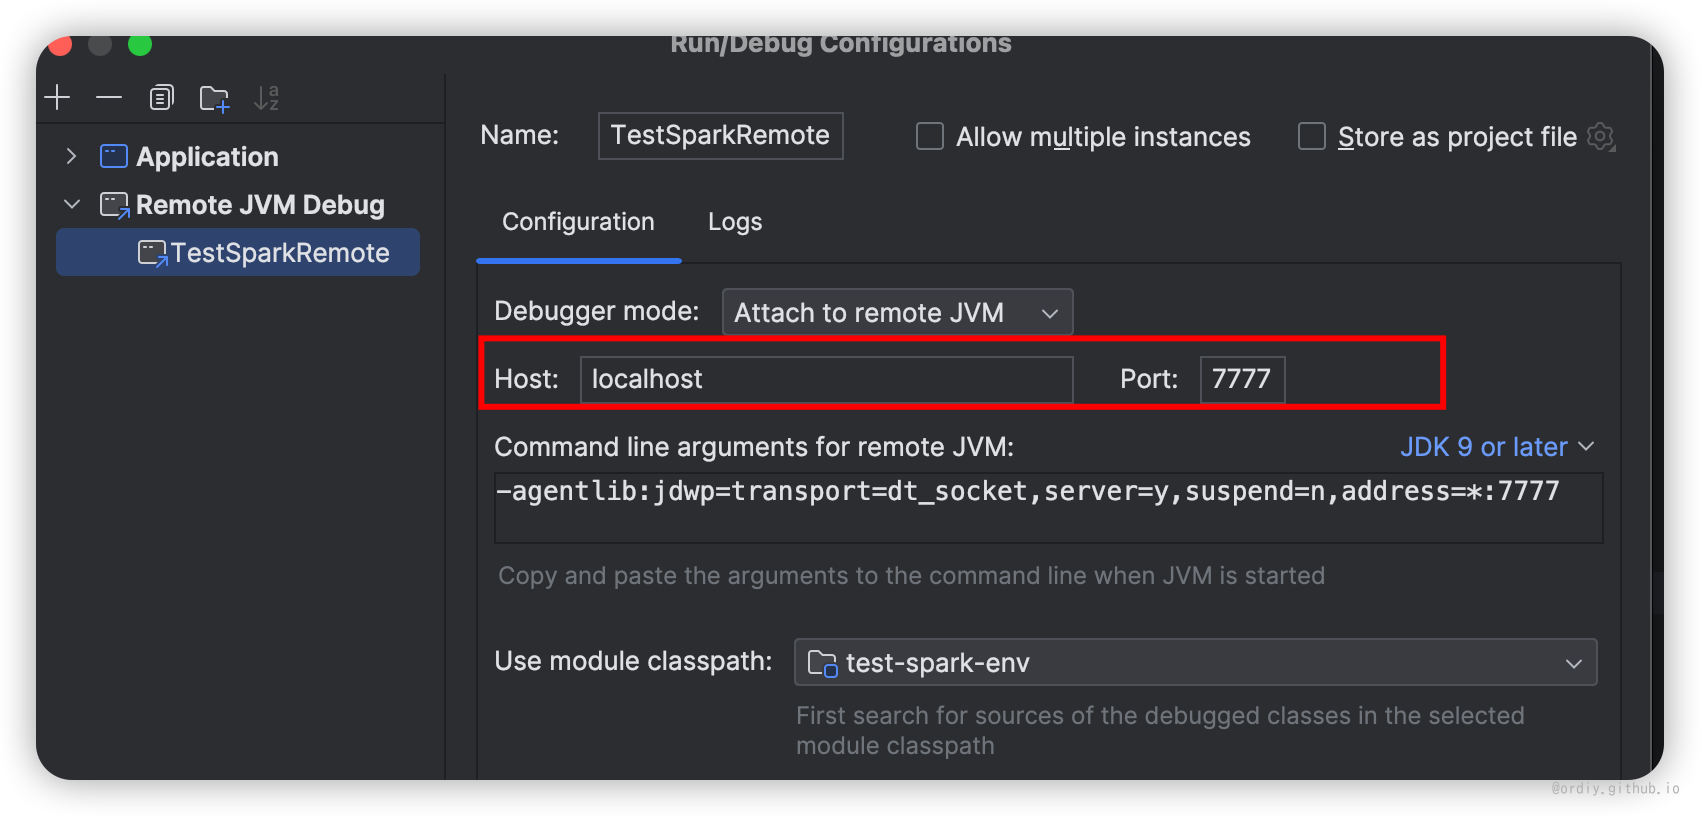 Run/Debug Configurations
Application
Remote JVM Debug
TestSparkRemote
Name: TestSparkRemote Allow multiple instances Store as project file
Configuration Logs
Debugger mode: Attach to remote JVM
Host: localhost Port: 7777
Command line arguments for remote JVM: JDK 9 or later
-agentlib:jdwp=transport=dt_socket,server=y,suspend=n,address=*:7777
Copy and paste the arguments to the command line when JVM is started
Use module classpath: test-spark-env
First search for sources of the debugged classes in the selected
module classpath
@ordiy.github.io